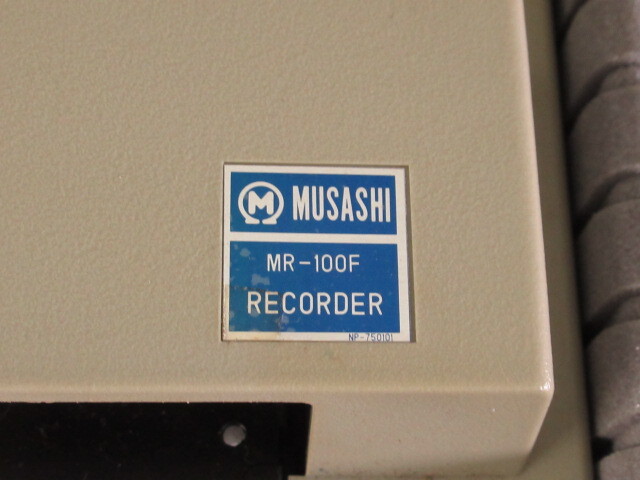 M MUSASHI
MR-100F
RECORDER
NP-750101